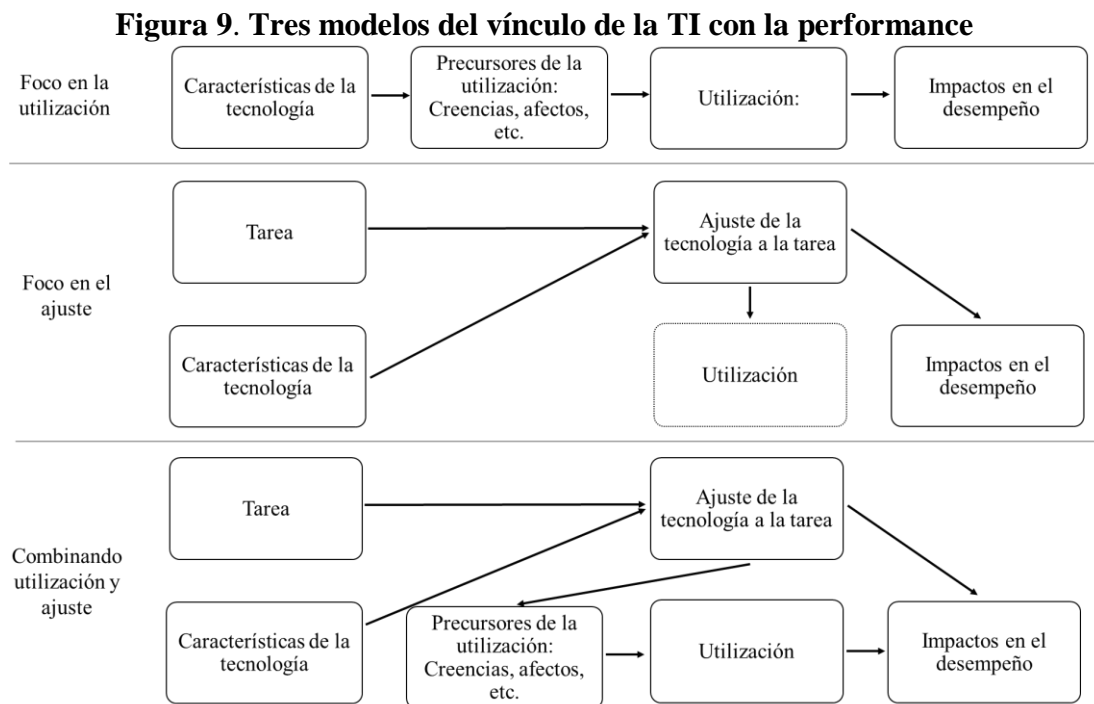 Figura 9. Tres modelos del vínculo de la TI con la performance
Foco en la
utilización
Características de la
tecnología
Precursores de la
utilización:
Creencias, afectos,
etc.
Utilización:
Impactos en el
desempeño
Foco en el
ajuste
Tarea
Características de la
tecnología
Ajuste de la
tecnología a la tarea
Utilización
Impactos en el
desempeño
Combinando
utilización y
ajuste
Tarea
Características de la
tecnología
Ajuste de la
tecnología a la tarea
Precursores de la
utilización:
Creencias, afectos,
etc.
Utilización
Impactos en el
desempeño